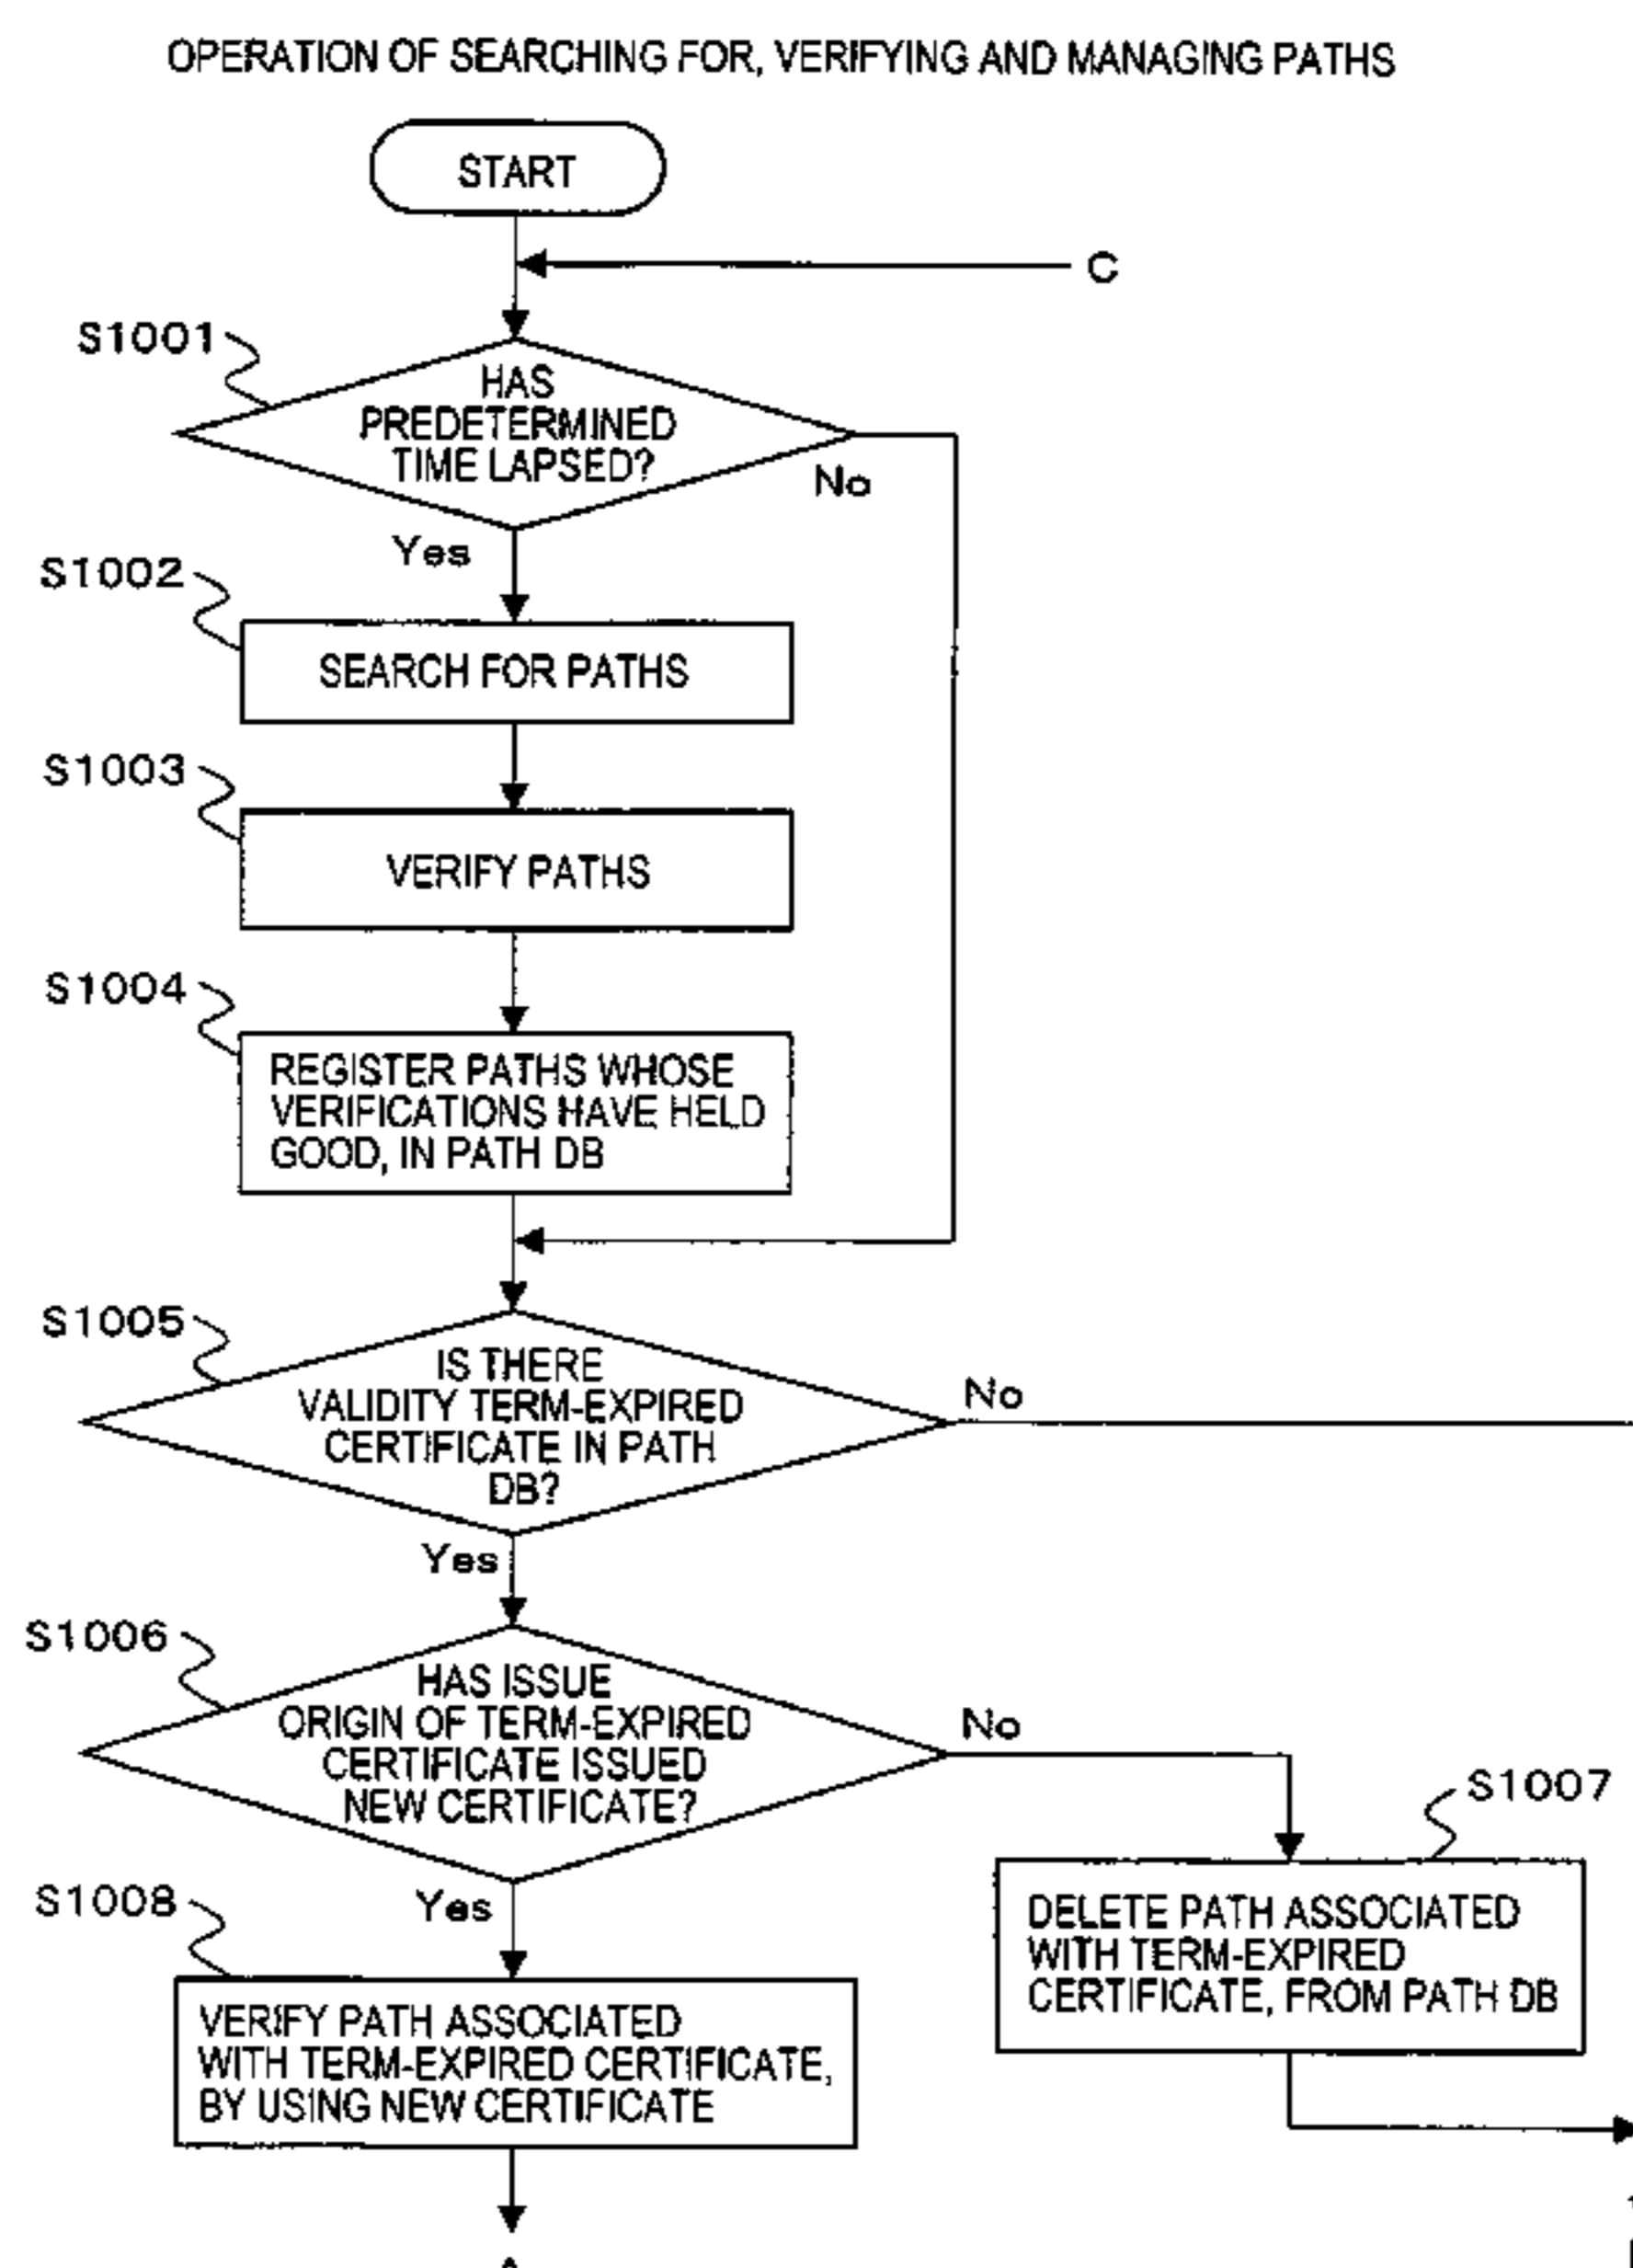 OPERATION OF SEARCHING FOR, VERIFYING AND MANAGING PATHS
START
C
S1001
HAS
PREDETERMINED
TIME LAPSED?
No
Yes
S1002
SEARCH FOR PATHS
S1003
VERIFY PATHS
S1004
REGISTER PATHS WHOSE
VERIFICATIONS HAVE HELD
GOOD, IN PATH DB
S1005
IS THERE
VALIDITY TERM-EXPIRED
CERTIFICATE IN PATH
DB?
No
Yes
S1006
HAS ISSUE
ORIGIN OF TERM-EXPIRED
CERTIFICATE ISSUED
NEW CERTIFICATE?
No
Yes
S1007
DELETE PATH ASSOCIATED
WITH TERM-EXPIRED
CERTIFICATE, FROM PATH DB
S1008
VERIFY PATH ASSOCIATED
WITH TERM-EXPIRED CERTIFICATE,
BY USING NEW CERTIFICATE